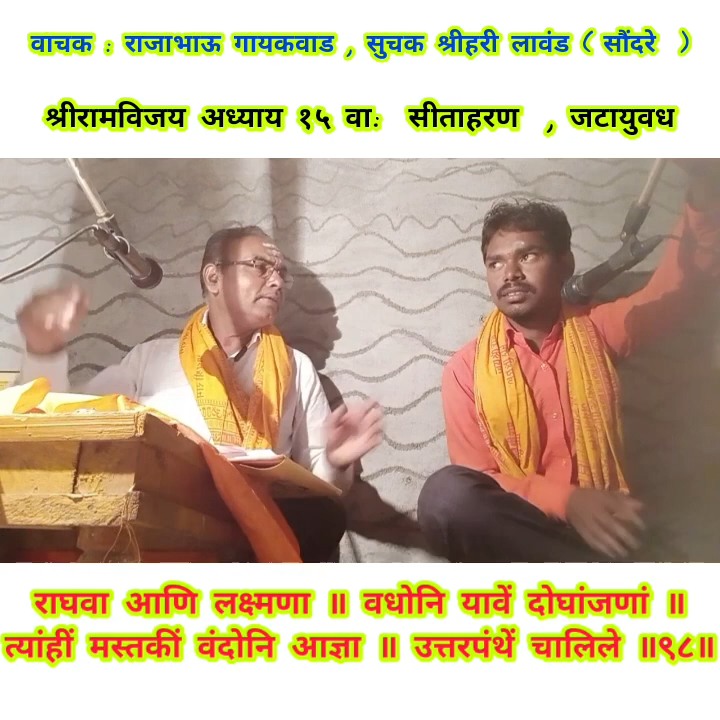 वाचक : राजाभाऊ गायकवाड , सुचक श्रीहरी लावंड ( सौंदरे )
श्रीरामविजय अध्याय १५ वाः सीताहरण , जटायुवध
राघवा आणि लक्ष्मणा ॥ वधोनि यावें दोघांजणां ॥
त्यांहीं मस्तकीं वंदोनि आज्ञा ॥ उत्तरपंथें चालिले ॥९८॥